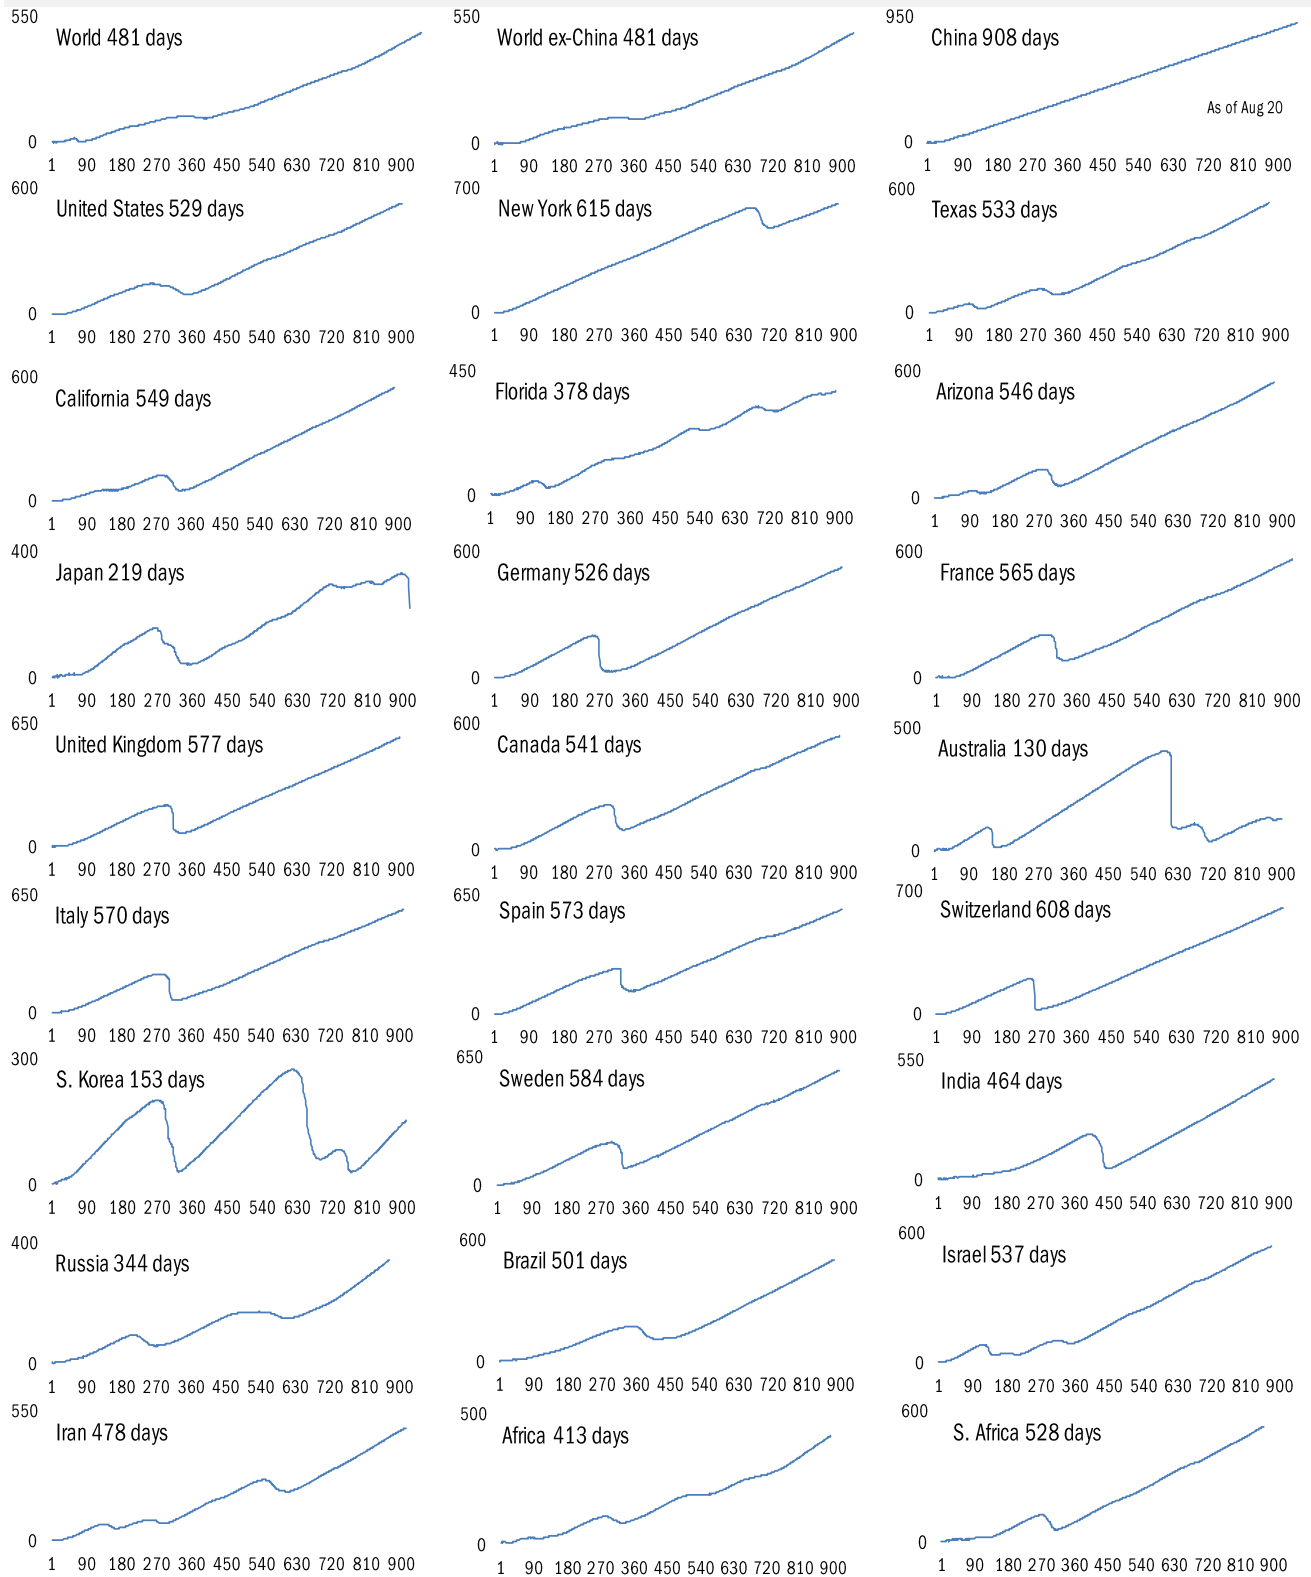 550 550 950
World 481 days World ex-China 481 days China 908 days
As of Aug 20
0 0 0
1 90 180 270 360 450 540 630 720 810 900 1 90 180 270 360 450 540 630 720 810 900 1 90 180 270 360 450 540 630 720 810 900
600 700 600
United States 529 days New York 615 days Texas 533 days
0 0 0
1 90 180 270 360 450 540 630 720 810 900 1 90 180 270 360 450 540 630 720 810 900 1 90 180 270 360 450 540 630 720 810 900
600 450 600
California 549 days Florida 378 days Arizona 546 days
0 0 0
1 90 180 270 360 450 540 630 720 810 900 1 90 180 270 360 450 540 630 720 810 900 1 90 180 270 360 450 540 630 720 810 900
400 600 600
Japan 219 days Germany 526 days France 565 days
0 0 0
1 90 180 270 360 450 540 630 720 810 900 1 90 180 270 360 450 540 630 720 810 900 1 90 180 270 360 450 540 630 720 810 900
650 600 500
United Kingdom 577 days Canada 541 days Australia 130 days
0 0 0
1 90 180 270 360 450 540 630 720 810 900 1 90 180 270 360 450 540 630 720 810 900 1 90 180 270 360 450 540 630 720 810 900
650 650 700
Italy 570 days Spain 573 days Switzerland 608 days
0 0 0
1 90 180 270 360 450 540 630 720 810 900 1 90 180 270 360 450 540 630 720 810 900 1 90 180 270 360 450 540 630 720 810 900
300 650 550
S. Korea 153 days Sweden 584 days India 464 days
0 0 0
1 90 180 270 360 450 540 630 720 810 900 1 90 180 270 360 450 540 630 720 810 900 1 90 180 270 360 450 540 630 720 810 900
400 600 600
Russia 344 days Brazil 501 days Israel 537 days
0 0 0
1 90 180 270 360 450 540 630 720 810 900 1 90 180 270 360 450 540 630 720 810 900 1 90 180 270 360 450 540 630 720 810 900
550 500 600
Iran 478 days Africa 413 days S. Africa 528 days
0 0 0
1 90 180 270 360 450 540 630 720 810 900 1 90 180 270 360 450 540 630 720 810 900 1 90 180 270 360 450 540 630 720 810 900